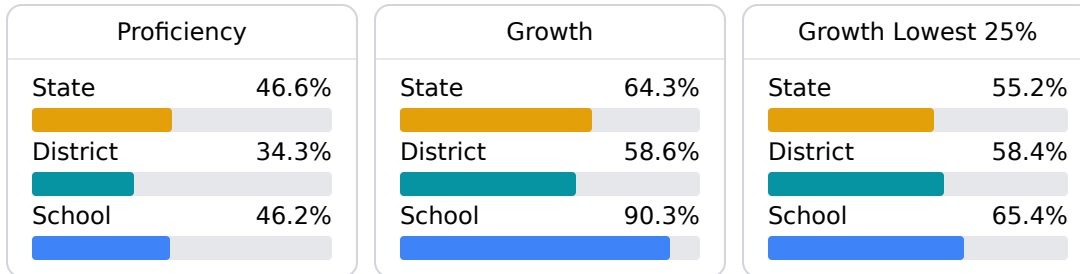 Proficiency
State 46.6%
District 34.3%
School 46.2%
Growth
State 64.3%
District 58.6%
School 90.3%
Growth Lowest 25%
State 55.2%
District 58.4%
School 65.4%